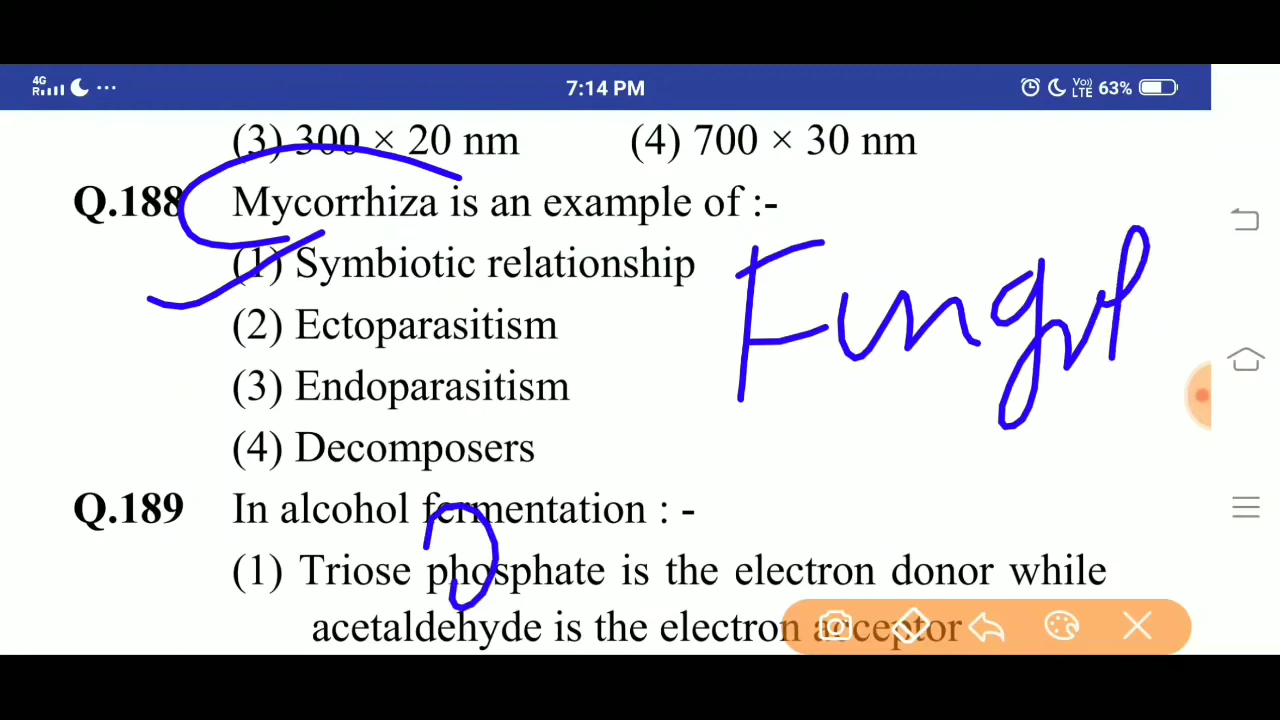 4G
R
7:14 PM
Vo))
LTE
63%
(3) 300 × 20 nm (4) 700 × 30 nm
Q.188 Mycorrhiza is an example of :-
(1) Symbiotic relationship
(2) Ectoparasitism
(3) Endoparasitism
(4) Decomposers
Q.189 In alcohol fermentation : -
(1) Triose phosphate is the electron donor while
acetaldehyde is the electron acceptor